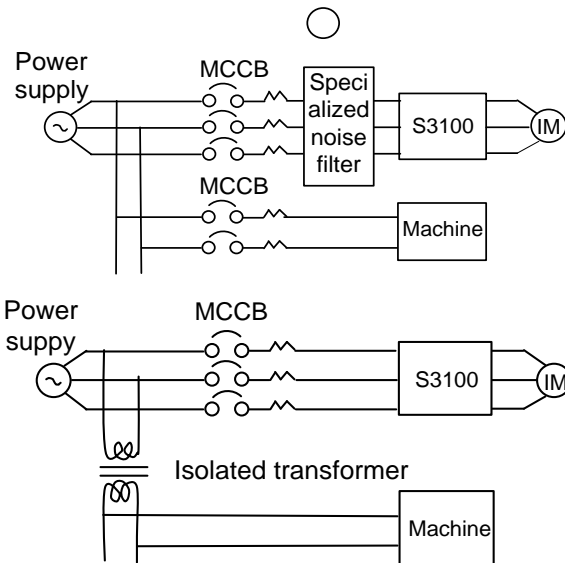 Power
supply
MCCB
Speci
alized
noise
filter
S3100
IM
~
MCCB
Machine
Power
suppy
MCCB
S3100
IM
~
Isolated transformer
Machine